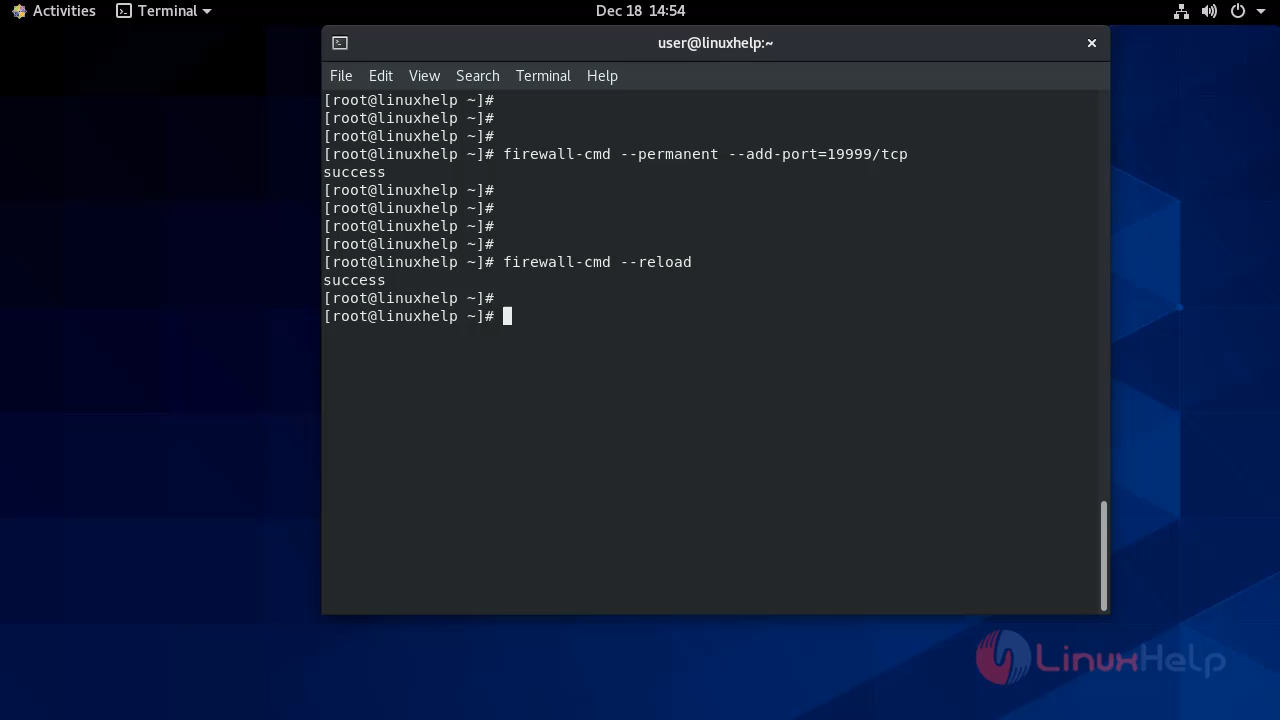 Activities Terminal Dec 18 14:54
user@linuxhelp:~
File Edit View Search Terminal Help
[root@linuxhelp ~]#
[root@linuxhelp ~]#
[root@linuxhelp ~]#
[root@linuxhelp ~]# firewall-cmd --permanent --add-port=19999/tcp
success
[root@linuxhelp ~]#
[root@linuxhelp ~]#
[root@linuxhelp ~]#
[root@linuxhelp ~]#
[root@linuxhelp ~]# firewall-cmd --reload
success
[root@linuxhelp ~]#
[root@linuxhelp ~]#
LinuxHelp